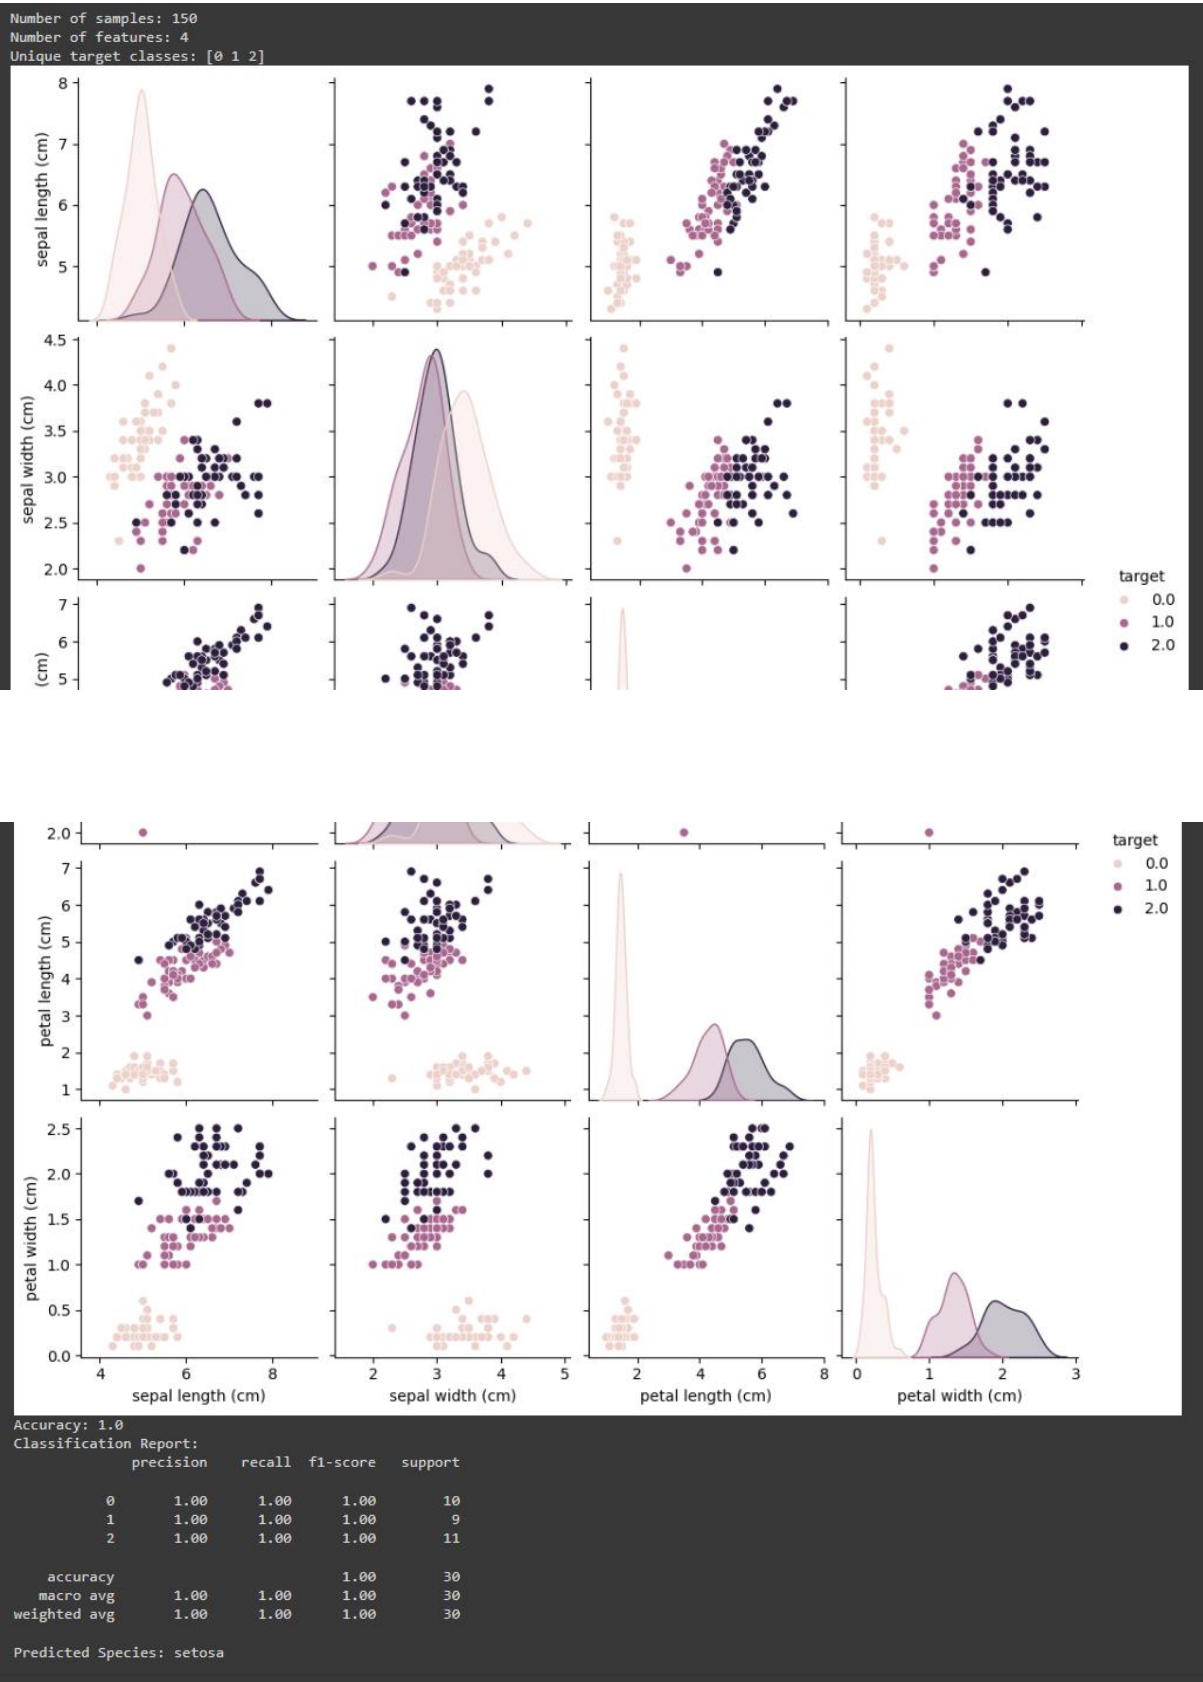 Number of samples: 150
Number of features: 4
Unique target classes: [0 1 2]
8
7
6
5
sepal length (cm)
4.5
4.0
3.5
3.0
2.5
2.0
sepal width (cm)
target
0.0
1.0
2.0
7
6
5
(cm)
2.0
target
0.0
1.0
2.0
7
6
5
4
3
2
1
petal length (cm)
2 4 6 8
2.5
2.0
1.5
1.0
0.5
0.0
petal width (cm)
4 6 8
2 3 4 5
2 4 6 8
0 1 2 3
sepal length (cm) sepal width (cm) petal length (cm) petal width (cm)
Accuracy: 1.0
Classification Report:
precision recall f1-score support
0 1.00 1.00 1.00 10
1 1.00 1.00 1.00 9
2 1.00 1.00 1.00 11
accuracy 1.00 30
macro avg 1.00 1.00 1.00 30
weighted avg 1.00 1.00 1.00 30
Predicted Species: setosa